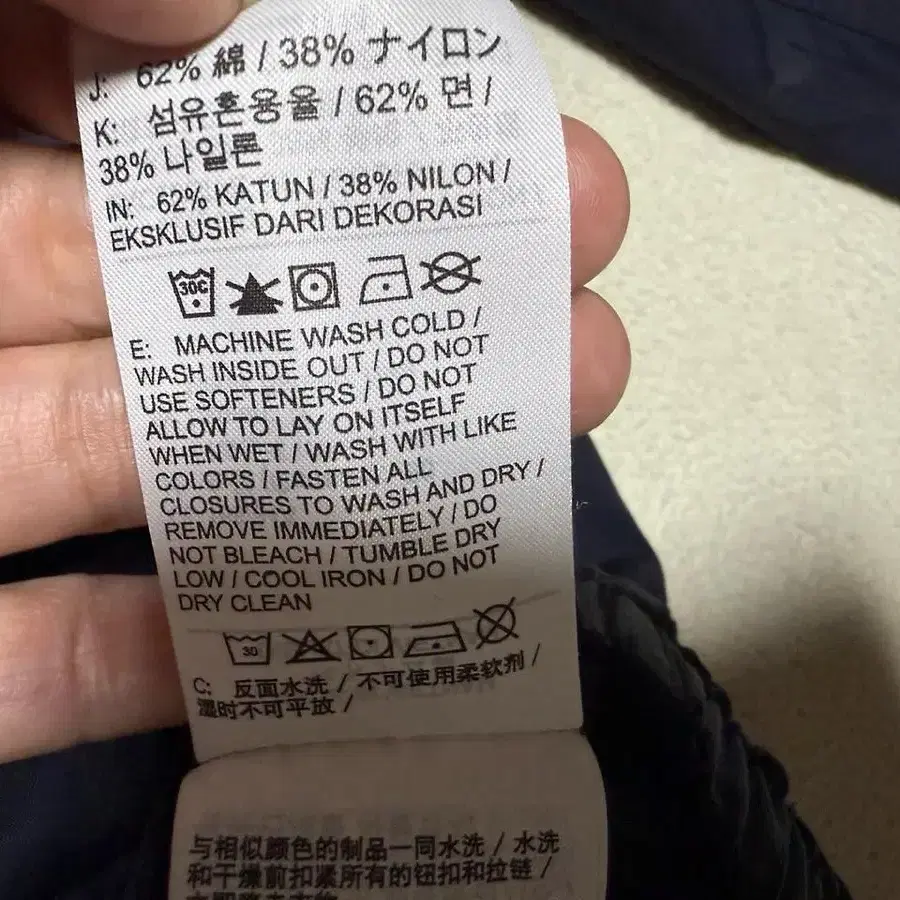 J: 62% 綿 / 38% ナイロン
K: 섬유혼용율 / 62% 면 /
38% 나일론
IN: 62% KATUN / 38% NILON /
EKSKLUSIF DARI DEKORASI
30C
E: MACHINE WASH COLD /
WASH INSIDE OUT / DO NOT
USE SOFTENERS / DO NOT
ALLOW TO LAY ON ITSELF
WHEN WET / WASH WITH LIKE
COLORS / FASTEN ALL
CLOSURES TO WASH AND DRY /
REMOVE IMMEDIATELY / DO
NOT BLEACH / TUMBLE DRY
LOW / COOL IRON / DO NOT
DRY CLEAN
30
C: 反面水洗 / 不可使用柔软剂 /
湿时不可平放 /
与相似颜色的制品一同水洗 / 水洗
和干燥前扣紧所有的钮扣和拉链 /